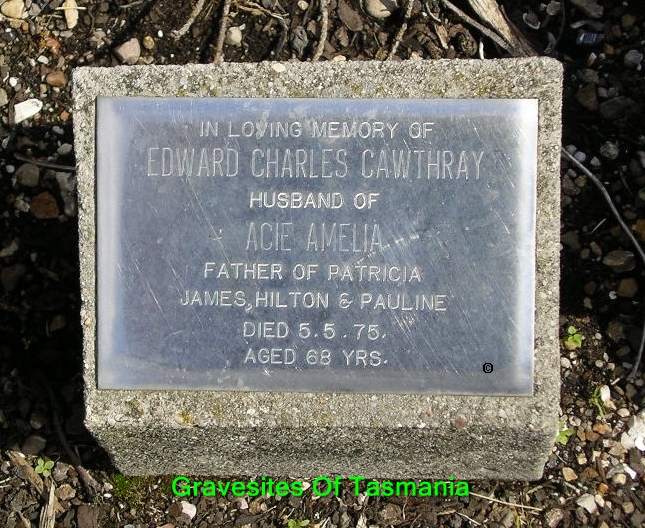 IN LOVING MEMORY OF
EDWARD CHARLES CAWTHRAY
HUSBAND OF
ACIE AMELIA
FATHER OF PATRICIA
JAMES, HILTON & PAULINE
DIED 5.5.75.
AGED 68 YRS.
©
Gravesites Of Tasmania